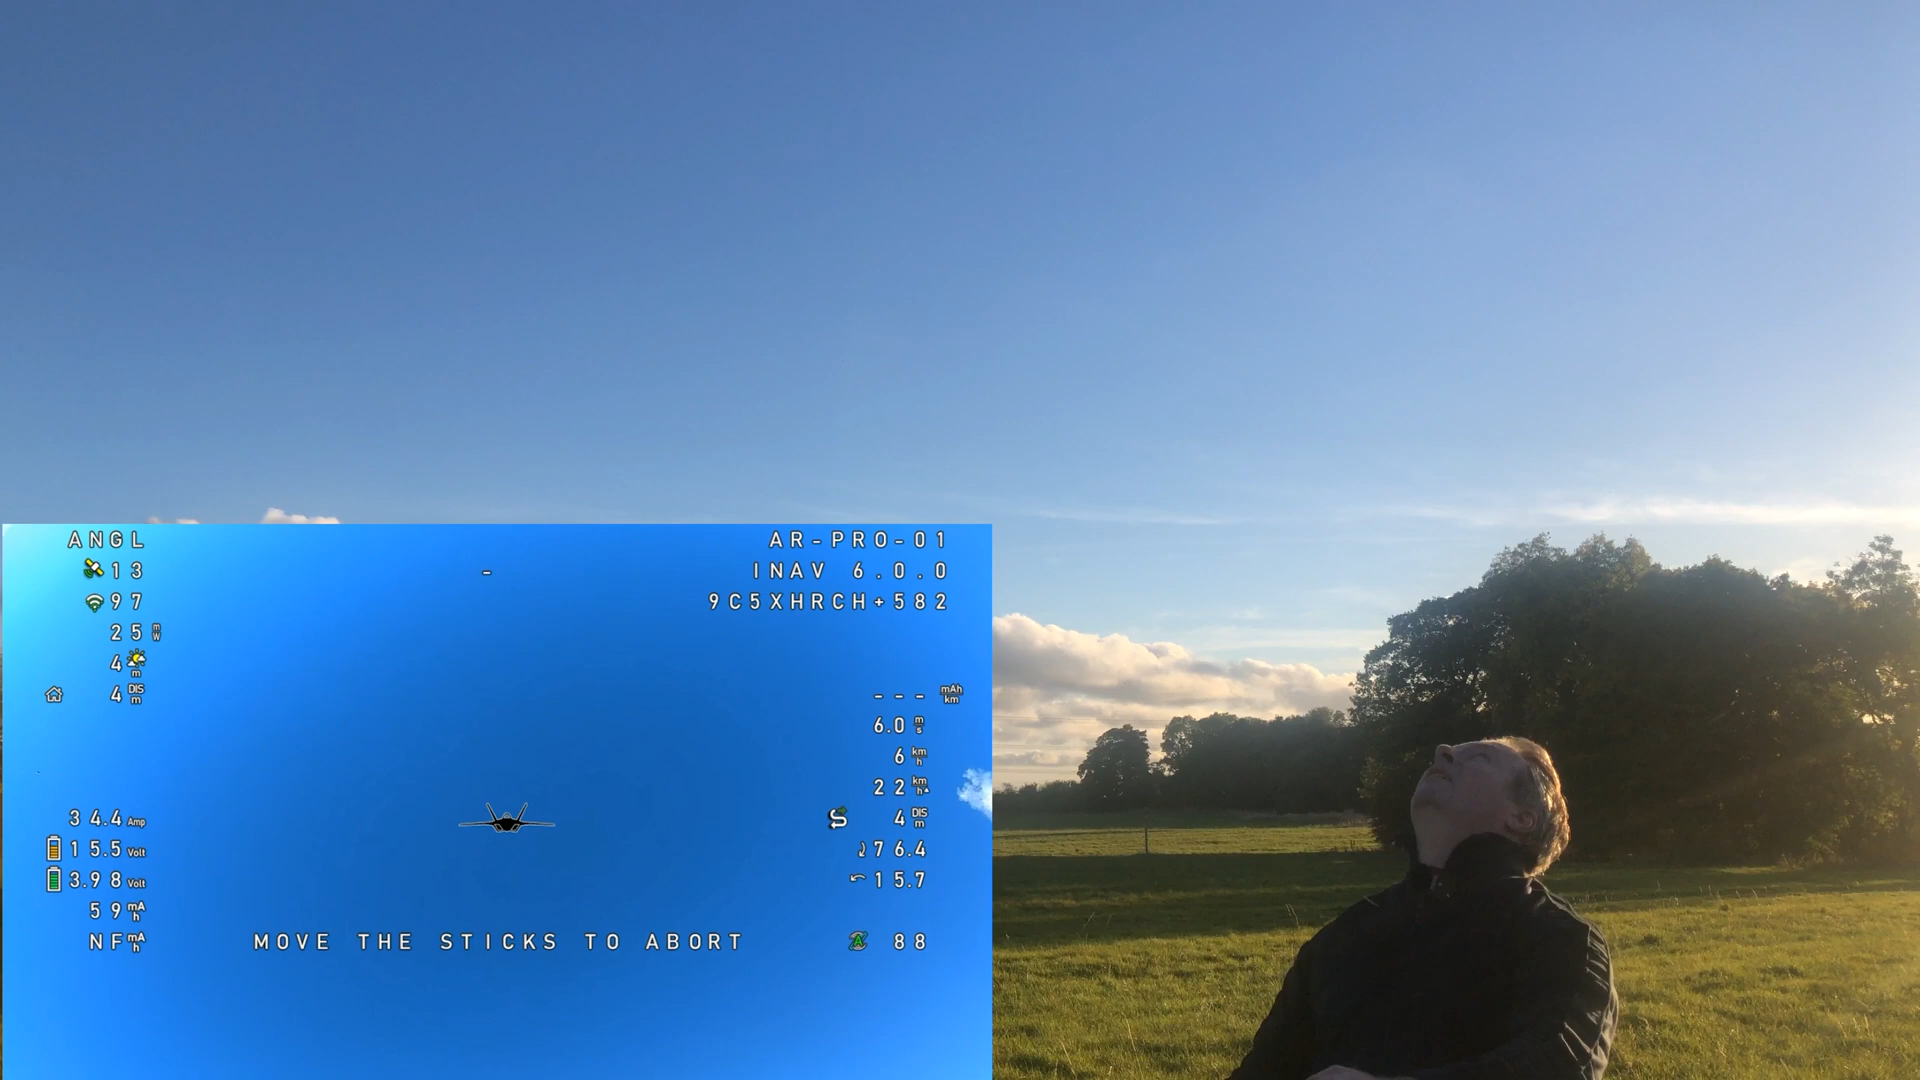 ANGL
13
97
25 mW
4 m
4 DIS m
34.4 Amp
15.5 Volt
3.98 Volt
59 mAh
NF mAh
MOVE THE STICKS TO ABORT
AR-PRO-01
INAV 6.0.0
9C5XHRCH+582
--- mAh km
6.0 m s
6 km h
22 km h
4 DIS m
76.4
15.7
A 88